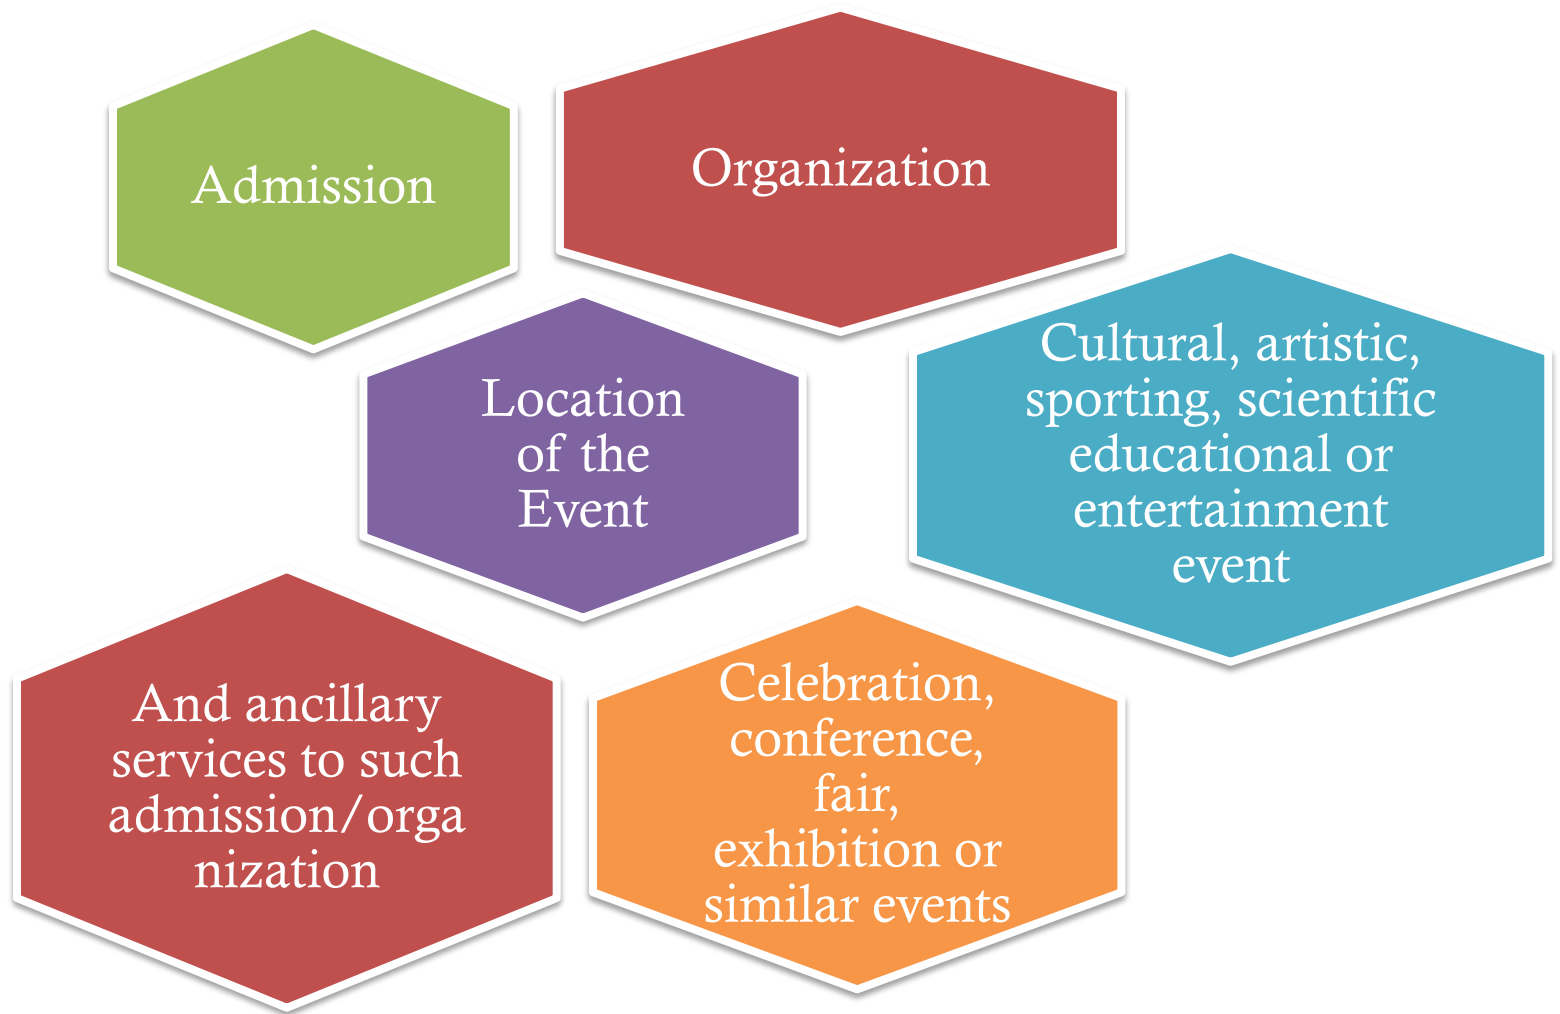 Admission
Organization
Location
of the
Event
Cultural, artistic,
sporting, scientific
educational or
entertainment
event
And ancillary
services to such
admission/orga
nization
Celebration,
conference,
fair,
exhibition or
similar events